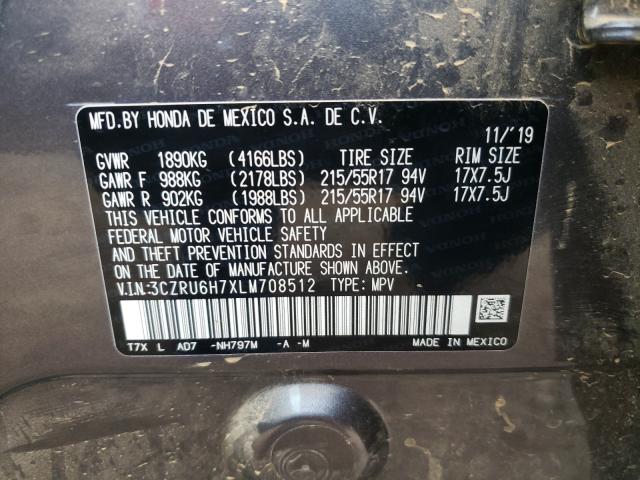 MFD.BY HONDA DE MEXICO S.A. DE C.V.
11/'19
GVWR 1890KG (4166LBS) TIRE SIZE RIM SIZE
GAWR F 988KG (2178LBS) 215/55R17 94V 17X7.5J
GAWR R 902KG (1988LBS) 215/55R17 94V 17X7.5J
THIS VEHICLE CONFORMS TO ALL APPLICABLE
FEDERAL MOTOR VEHICLE SAFETY
AND THEFT PREVENTION STANDARDS IN EFFECT
ON THE DATE OF MANUFACTURE SHOWN ABOVE.
V.I.N:3CZRU6H7XLM708512 TYPE: MPV
T7X L AD7 -NH797M -A -M MADE IN MEXICO